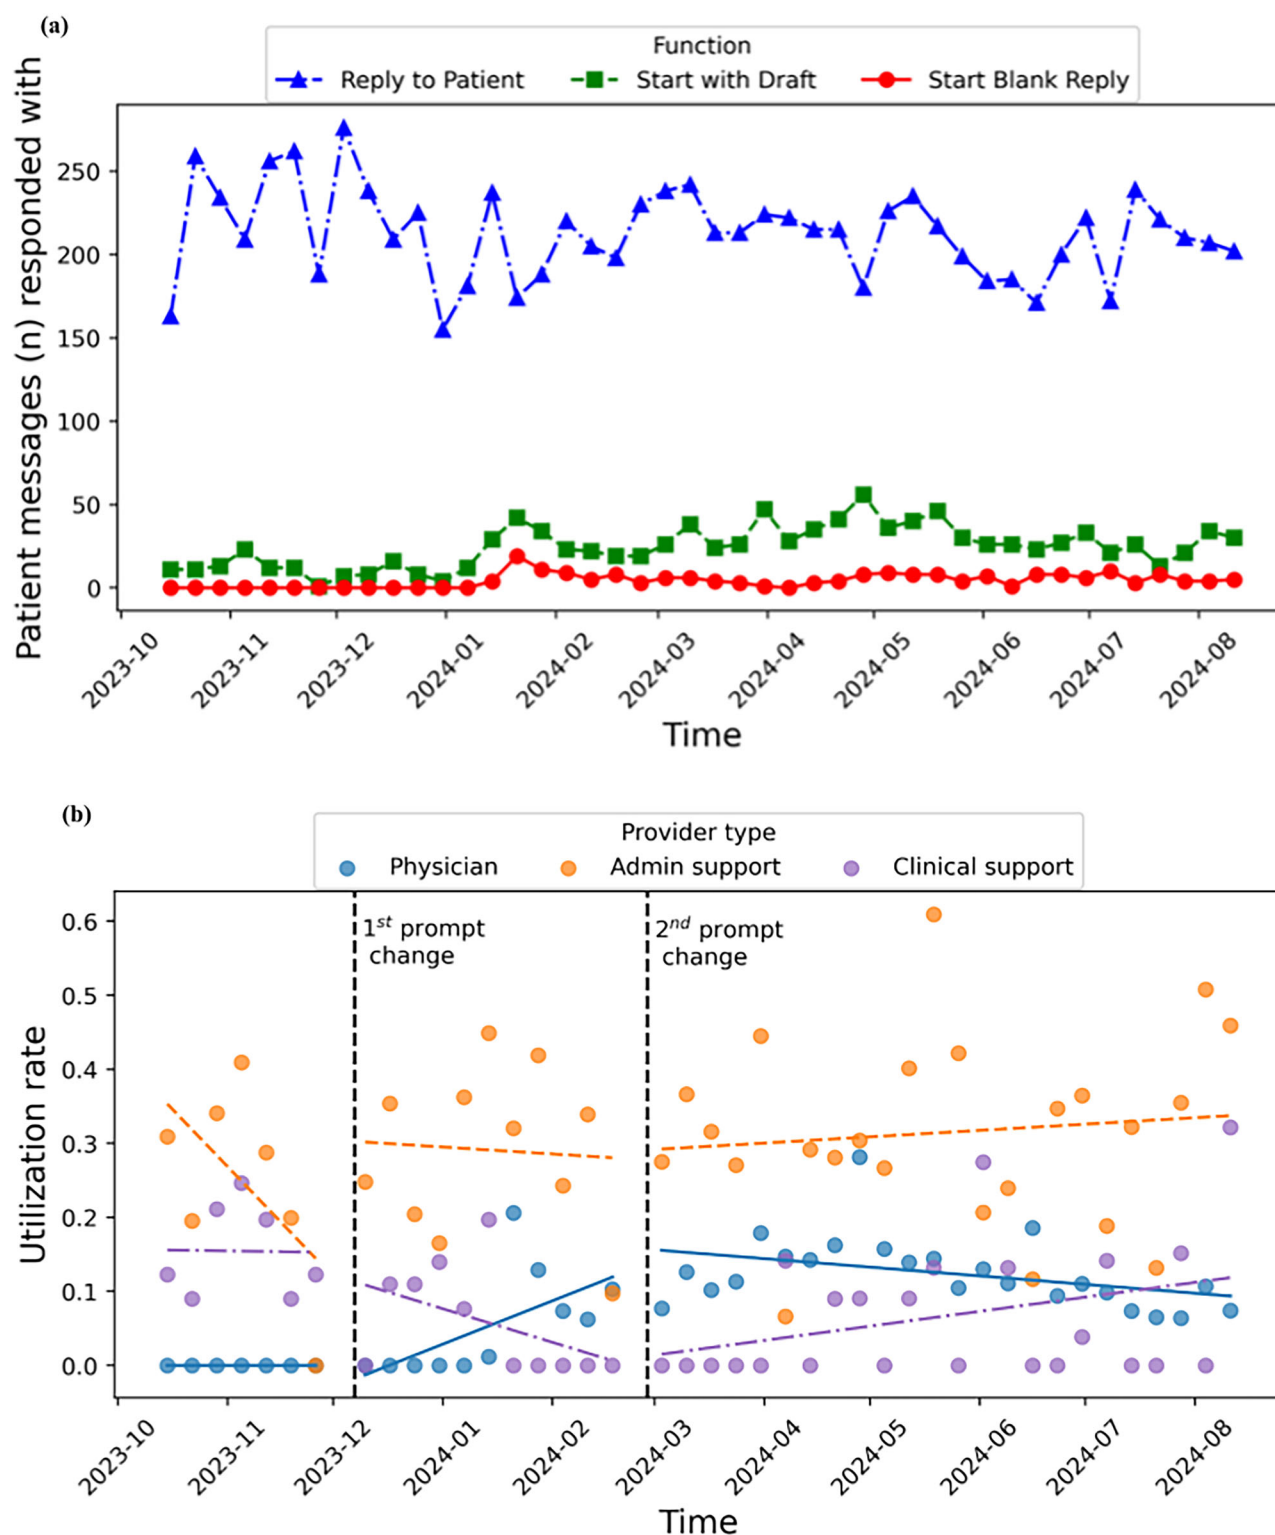 (a)
Function
Reply to Patient
Start with Draft
Start Blank Reply
Patient messages (n) responded with
250
200
150
100
50
0
2023-10
2023-11
2023-12
2024-01
2024-02
2024-03
2024-04
2024-05
2024-06
2024-07
2024-08
Time
(b)
Provider type
Physician
Admin support
Clinical support
1st prompt
change
2nd prompt
change
Utilization rate
0.6
0.5
0.4
0.3
0.2
0.1
0.0
2023-10
2023-11
2023-12
2024-01
2024-02
2024-03
2024-04
2024-05
2024-06
2024-07
2024-08
Time